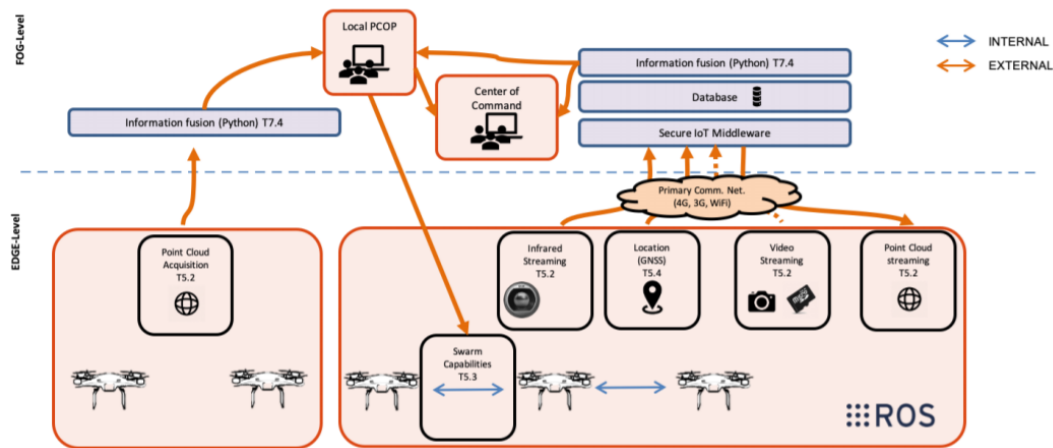 FOG-Level
Local PCOP
INTERNAL
EXTERNAL
Information fusion (Python) T7.4
Center of
Command
Database
Information fusion (Python) T7.4
Secure IoT Middleware
EDGE-Level
Primary Comm. Net.
(4G, 3G, WiFi)
Point Cloud
Acquisition
T5.2
Infrared
Streaming
T5.2
Location
(GNSS)
T5.4
Video
Streaming
T5.2
Point Cloud
streaming
T5.2
Swarm
Capabilities
T5.3
ROS